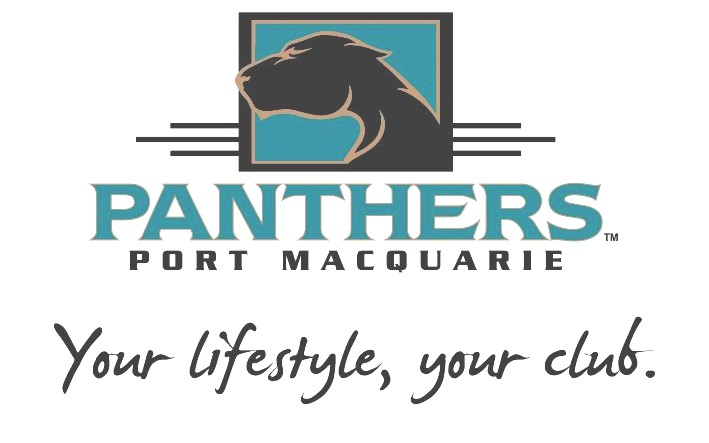 PANTHERS™
PORT MACQUARIE
Your lifestyle, your club.